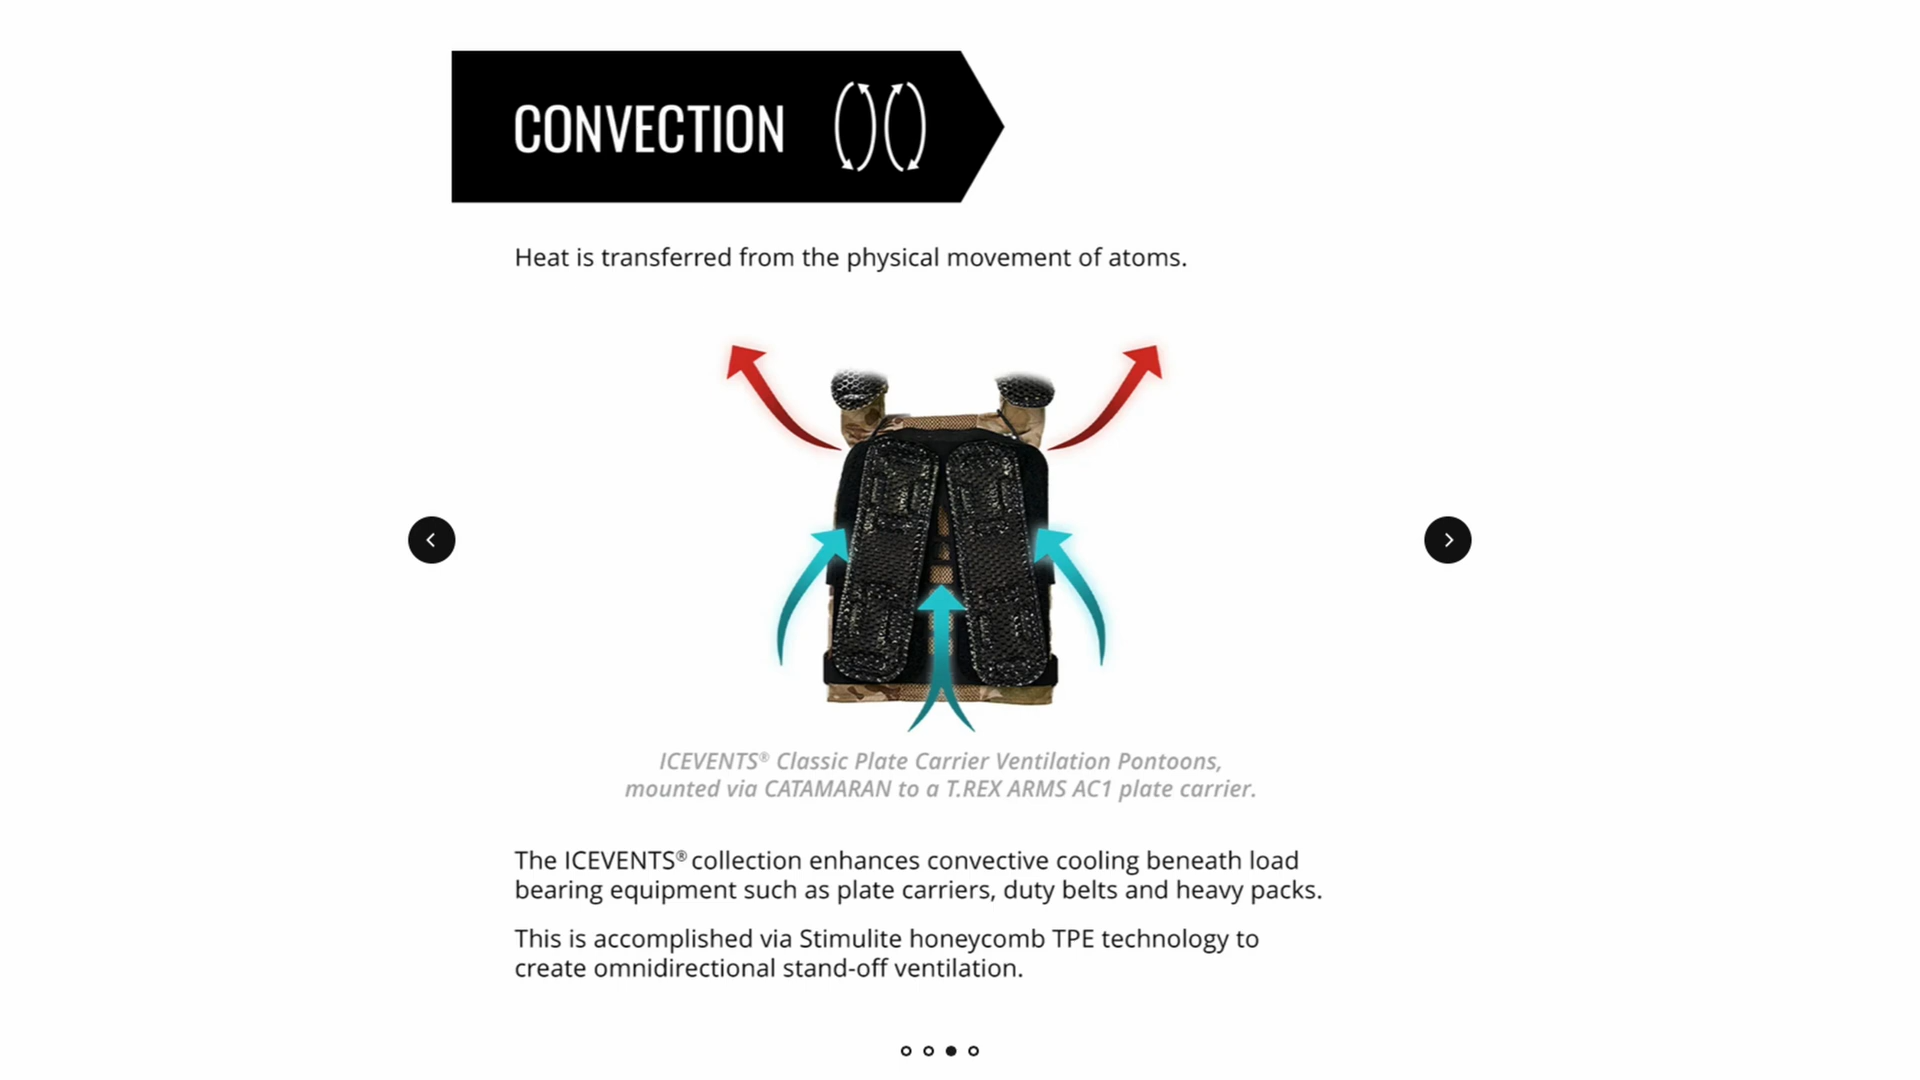 CONVECTION
Heat is transferred from the physical movement of atoms.
ICEVENTS® Classic Plate Carrier Ventilation Pontoons,
mounted via CATAMARAN to a T.REX ARMS AC1 plate carrier.
The ICEVENTS® collection enhances convective cooling beneath load
bearing equipment such as plate carriers, duty belts and heavy packs.
This is accomplished via Stimulite honeycomb TPE technology to
create omnidirectional stand-off ventilation.